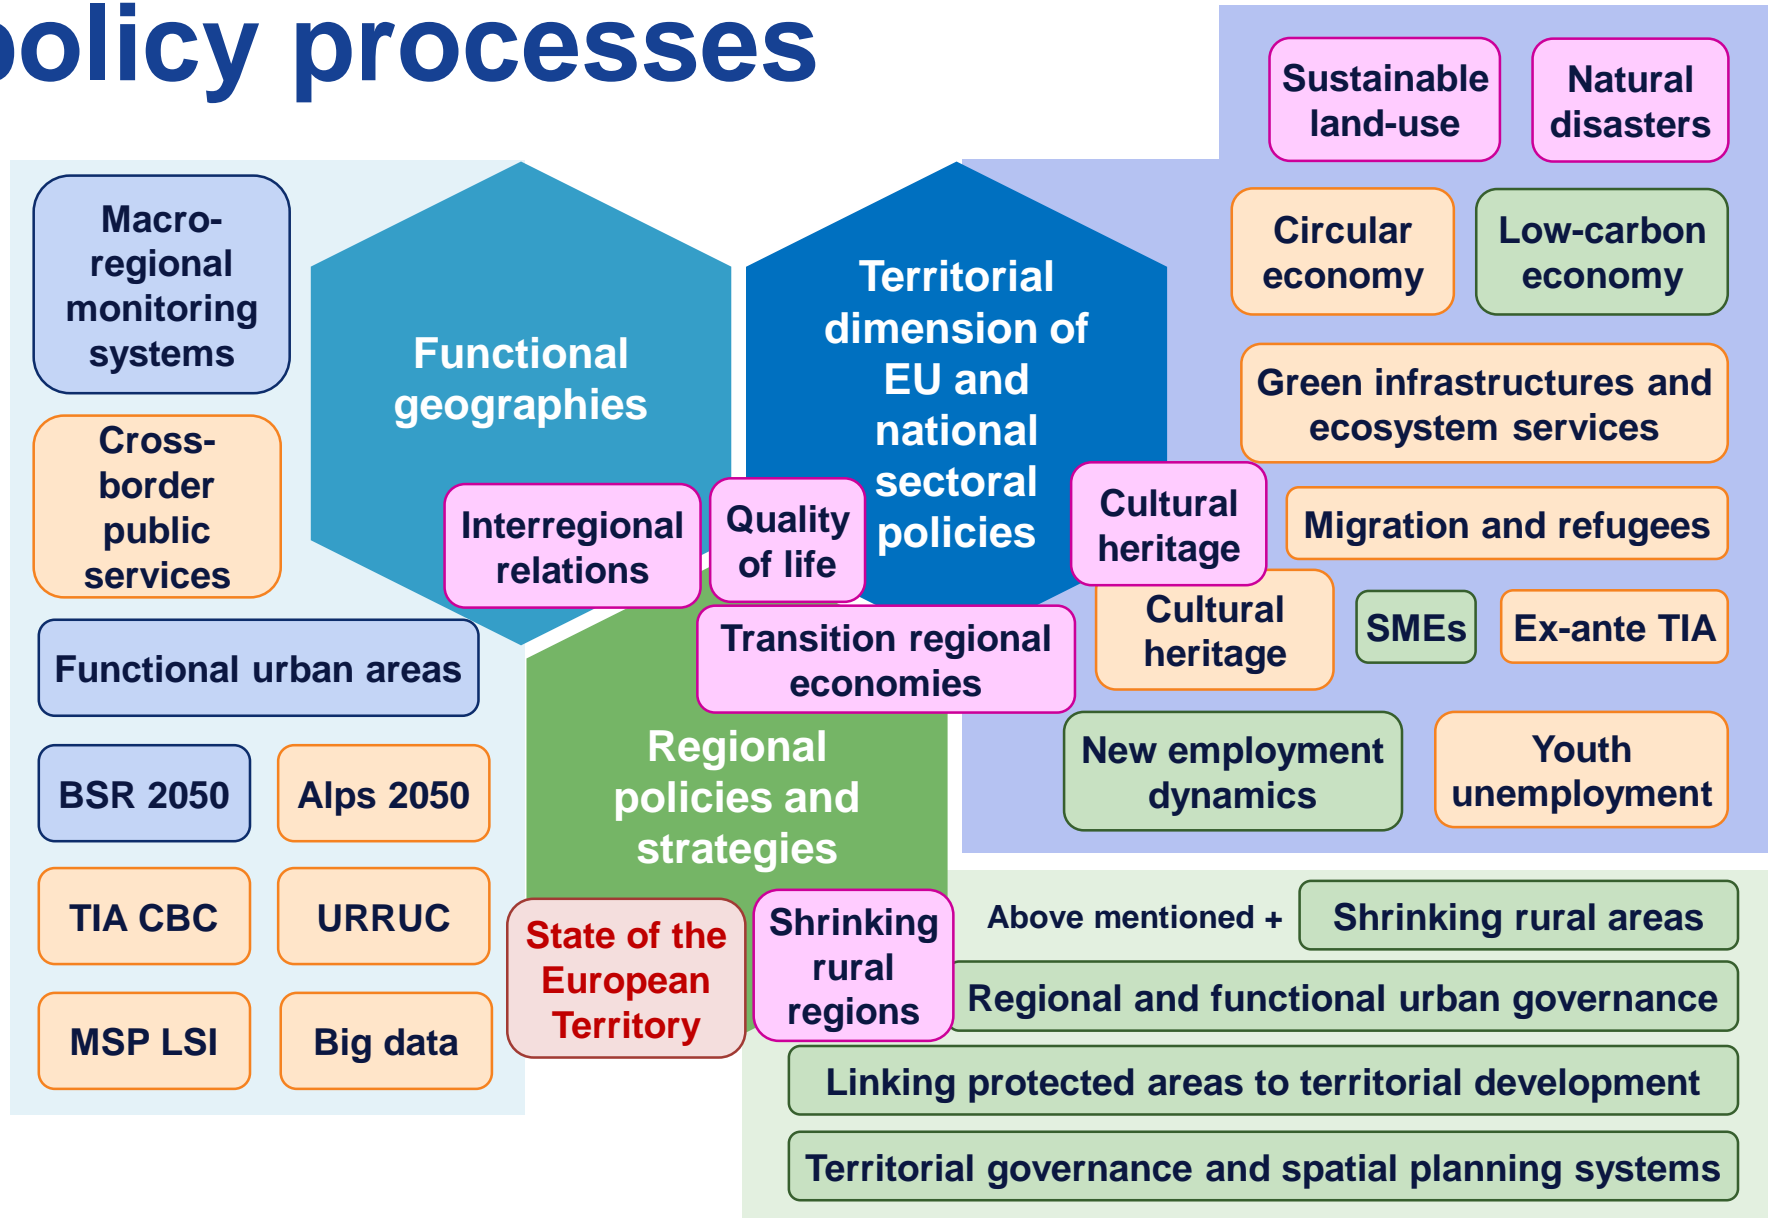 policy processes
Sustainable
land-use
Natural
disasters
Macro-
regional
monitoring
systems
Functional
geographies
Territorial
dimension of
EU and
national
sectoral
policies
Circular
economy
Low-carbon
economy
Green infrastructures and
ecosystem services
Cross-
border
public
services
Interregional
relations
Quality
of life
Cultural
heritage
Migration and refugees
Functional urban areas
Transition regional
economies
Cultural
heritage
SMEs
Ex-ante TIA
BSR 2050
Alps 2050
Regional
policies and
strategies
New employment
dynamics
Youth
unemployment
TIA CBC
URRUC
State of the
European
Territory
Shrinking
rural
regions
Above mentioned +
Shrinking rural areas
Regional and functional urban governance
MSP LSI
Big data
Linking protected areas to territorial development
Territorial governance and spatial planning systems